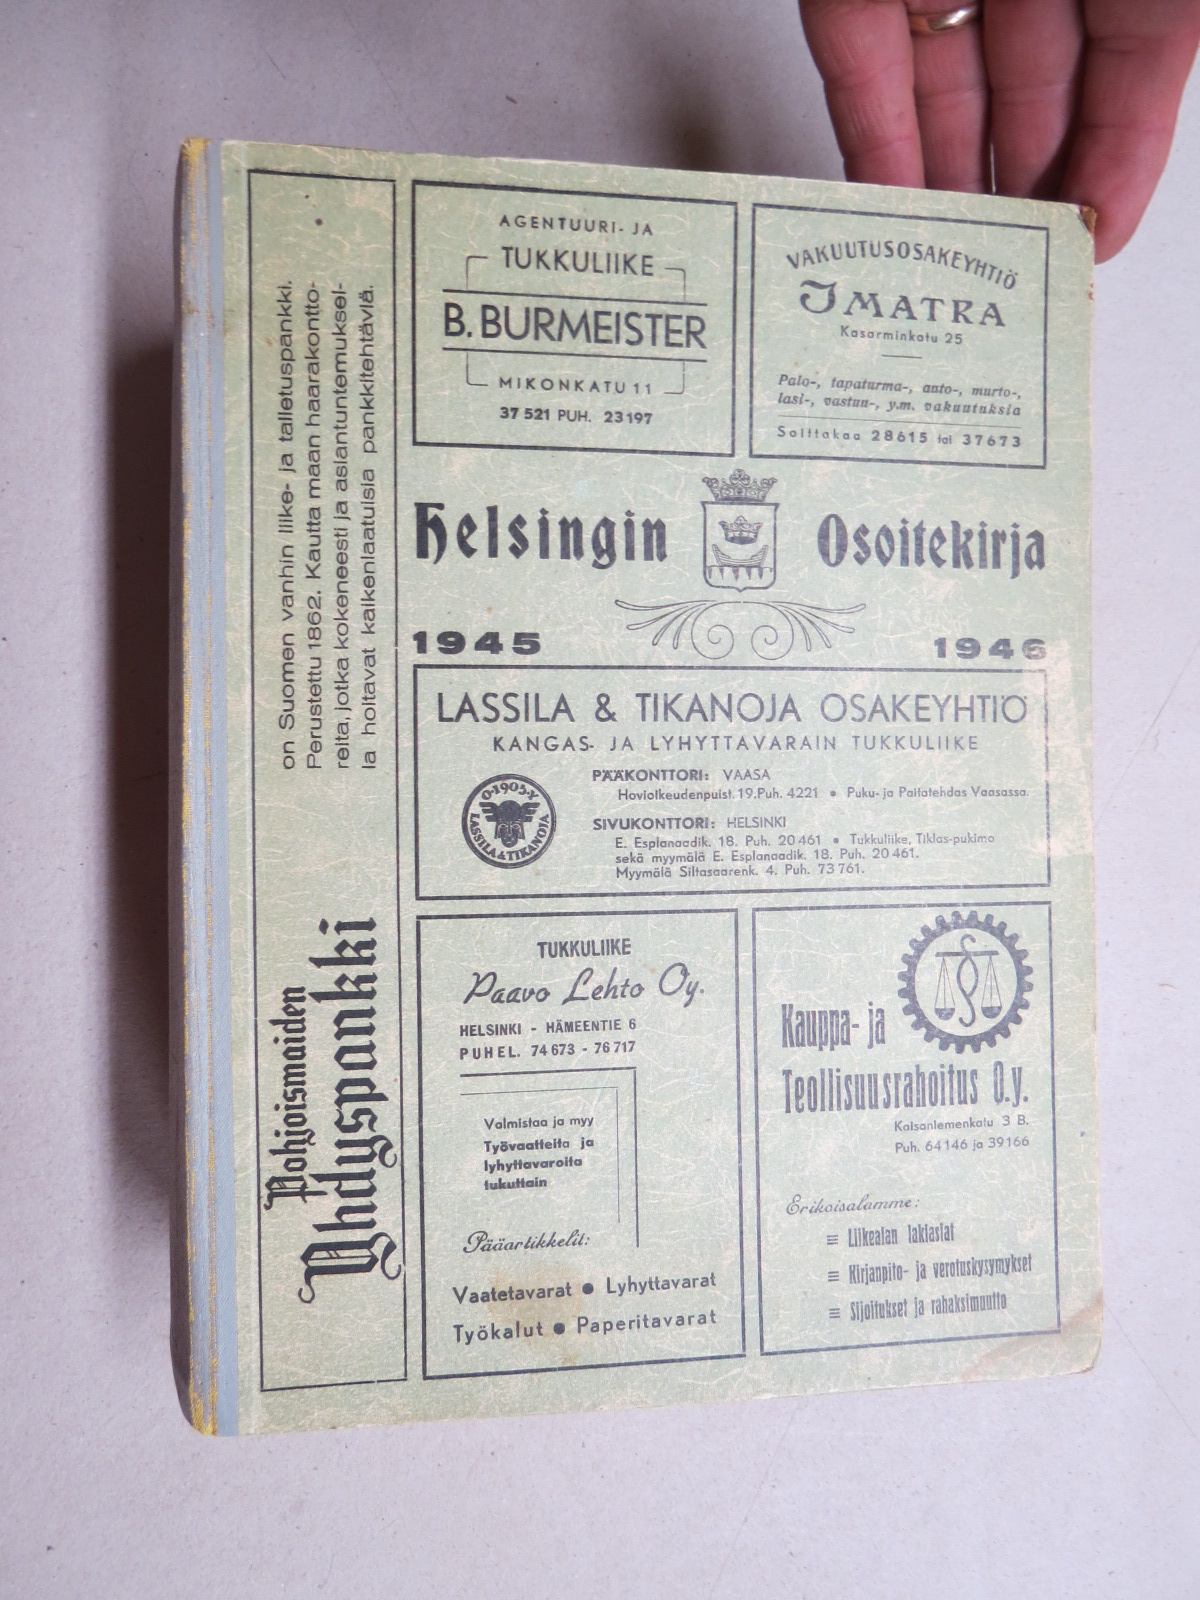 Pohjoismaiden
Yhdyspankki
on Suomen vanhin liike- ja talletuspankki.
Perustettu 1862. Kautta maan haarakontto-
reita, jotka kokeneesti ja asiantuntemuksel-
la hoitavat kaikenlaatuisia pankkitehtäviä.
AGENTUURI- JA
TUKKULIIKE
B. BURMEISTER
MIKONKATU 11
37 521 PUH. 23197
VAKUUTUSOSAKEYHTIÖ
IMATRA
Kasarminkatu 25
Palo-, tapaturma-, auto-, murto-,
lasi-, vastuu-, y.m. vakuutuksia
Soittakaa 28615 tai 37673
Helsingin Osoitekirja
1945 1946
LASSILA & TIKANOJA OSAKEYHTIÖ
KANGAS- JA LYHYTTAVARAIN TUKKULIIKE
O.1905.Y
LASSILA & TIKANOJA
PÄÄKONTTORI: VAASA
Hovioikeudenpuist. 19. Puh. 4221 • Puku- ja Paitatehdas Vaasassa.
SIVUKONTTORI: HELSINKI
E. Esplanaadik. 18. Puh. 20 461 • Tukkuliike, Tiklas-pukimo
sekä myymälä E. Esplanaadik. 18. Puh. 20 461.
Myymälä Siltasaarenk. 4. Puh. 73 761.
TUKKULIIKE
Paavo Lehto Oy.
HELSINKI - HÄMEENTIE 6
PUHEL. 74 673 - 76 717
Valmistaa ja myy
Työvaatteita ja
lyhyttavaroita
tukuttain
Pääartikkelit:
Vaatetavarat ● Lyhyttavarat
Työkalut ● Paperitavarat
Kauppa- ja
Teollisuusrahoitus O.y.
Kaisaniemenkatu 3 B.
Puh. 64146 ja 39166
Erikoisalamme:
≡ Liikealan lakiasiat
≡ Kirjanpito- ja verotuskysymykset
≡ Sijoitukset ja rahaksimuutto